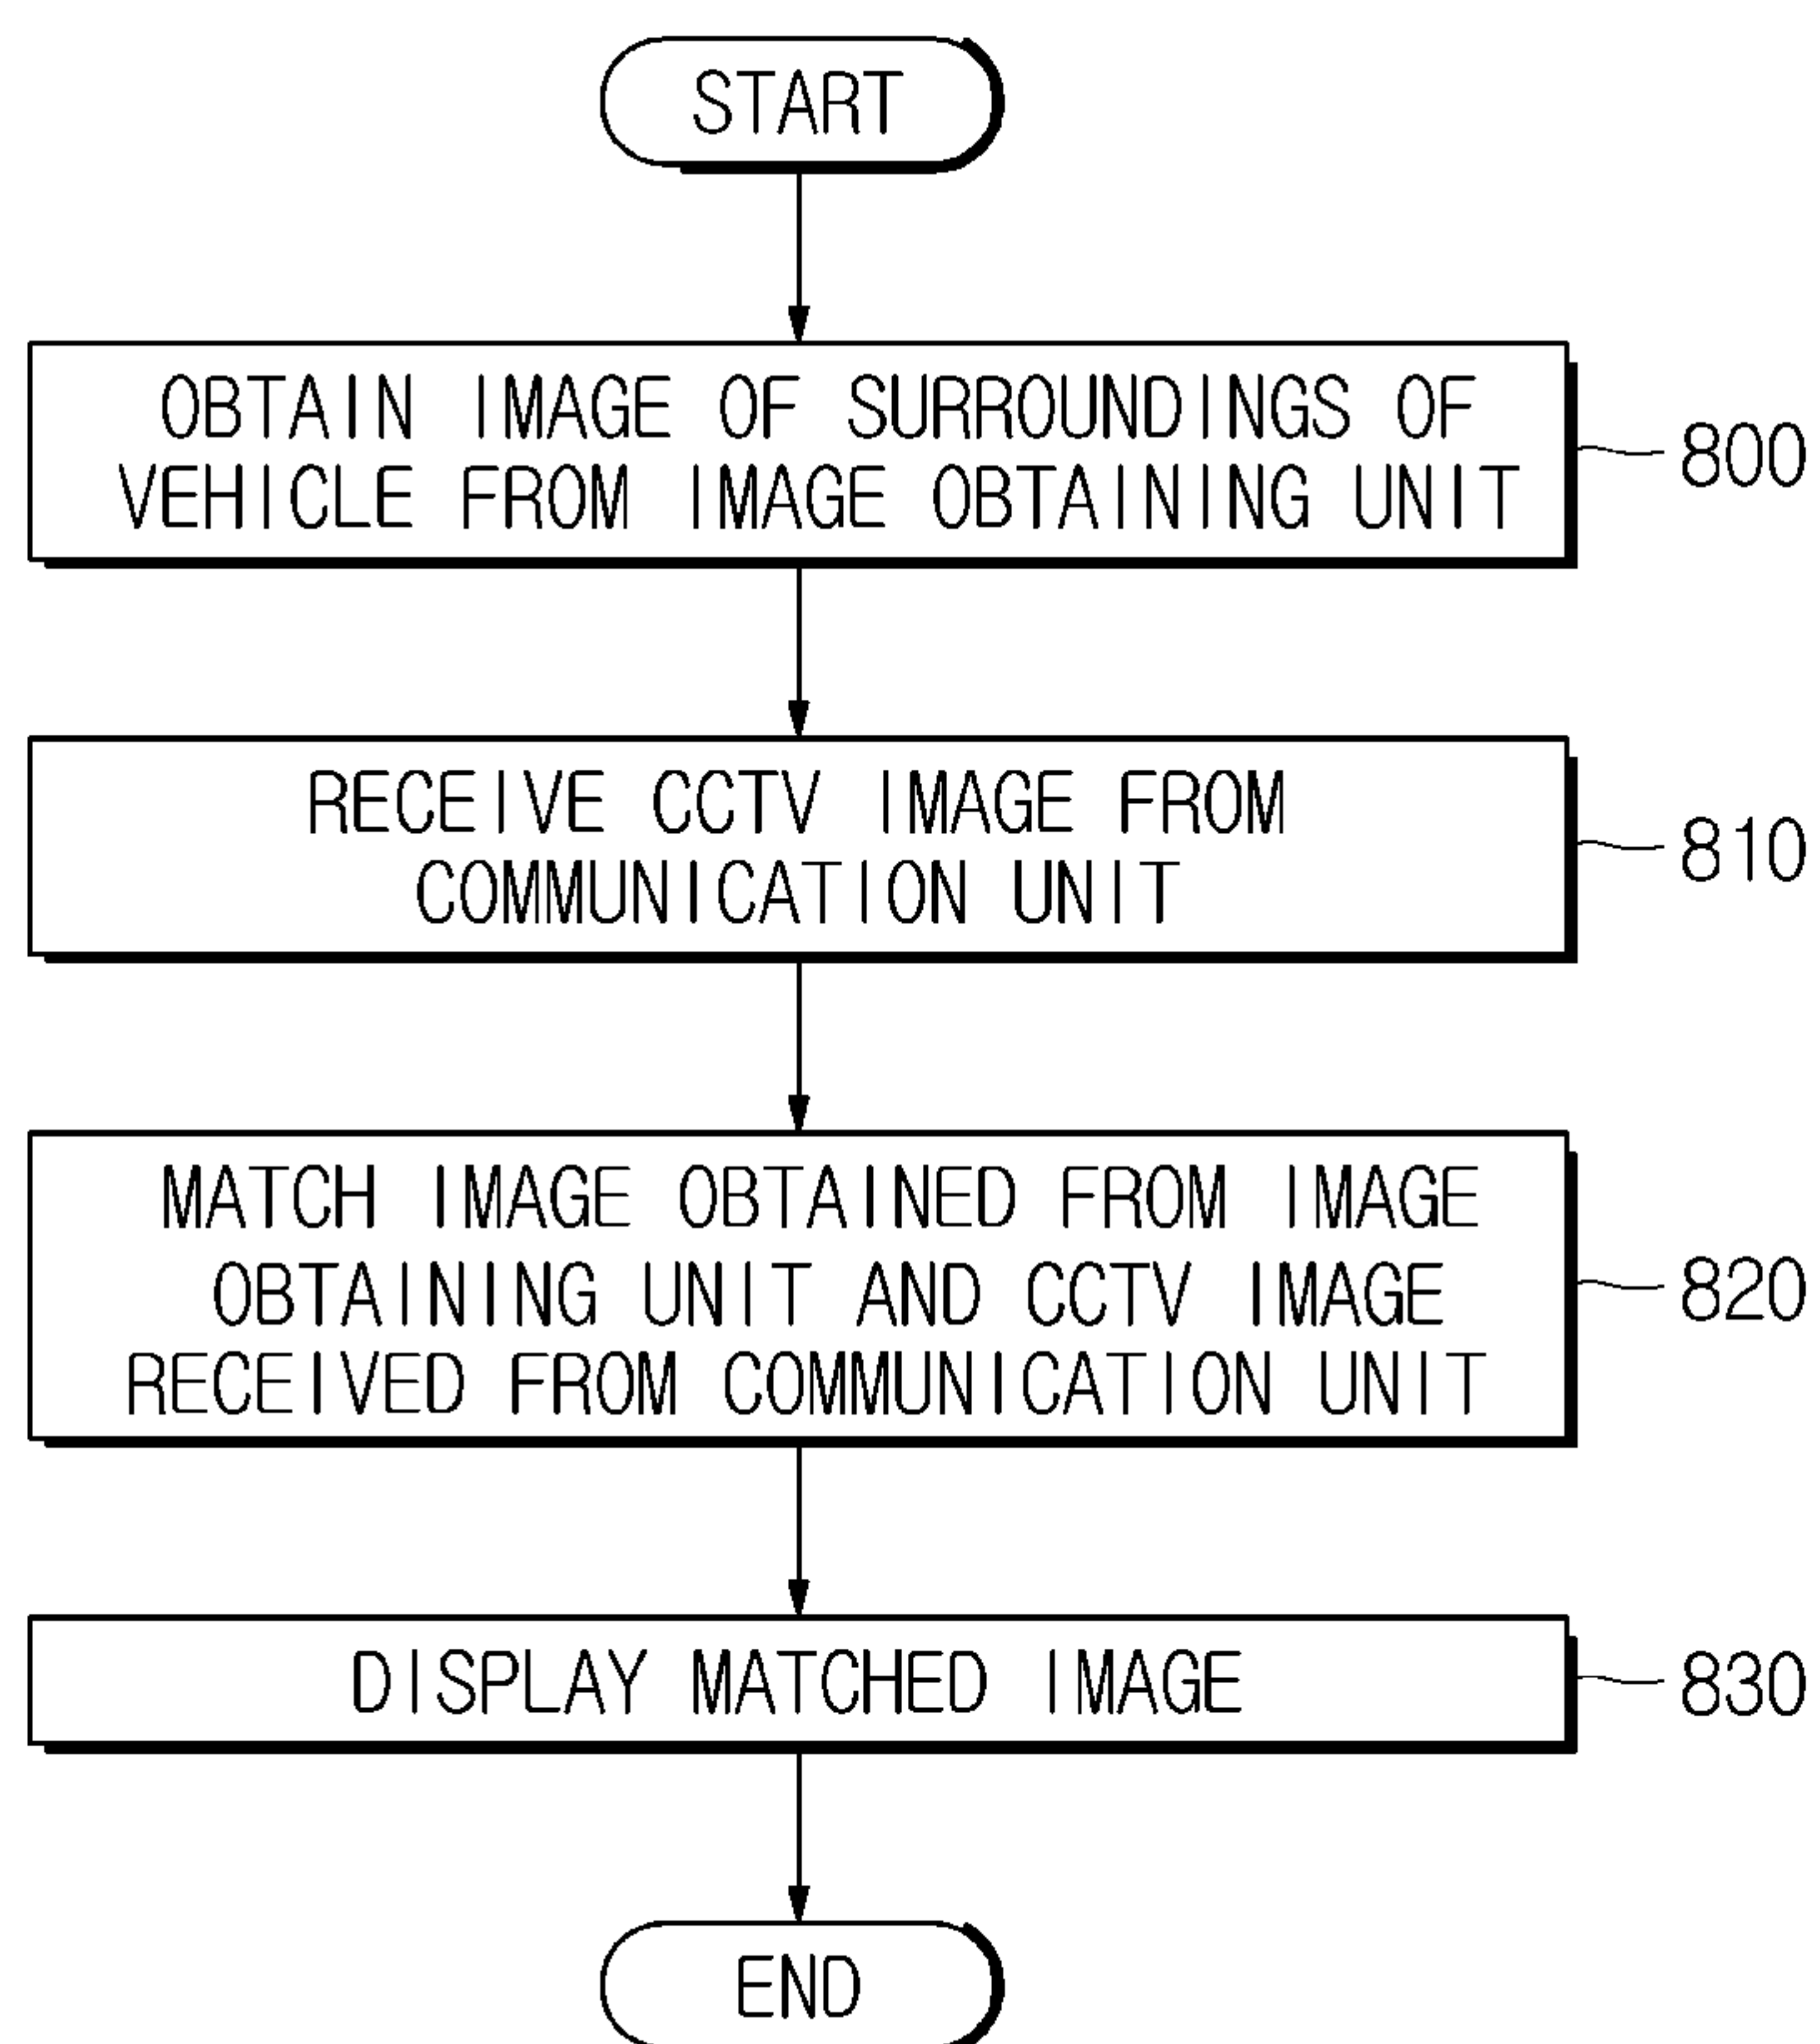 START
OBTAIN IMAGE OF SURROUNDINGS OF
VEHICLE FROM IMAGE OBTAINING UNIT
800
RECEIVE CCTV IMAGE FROM
COMMUNICATION UNIT
810
MATCH IMAGE OBTAINED FROM IMAGE
OBTAINING UNIT AND CCTV IMAGE
RECEIVED FROM COMMUNICATION UNIT
820
DISPLAY MATCHED IMAGE
830
END